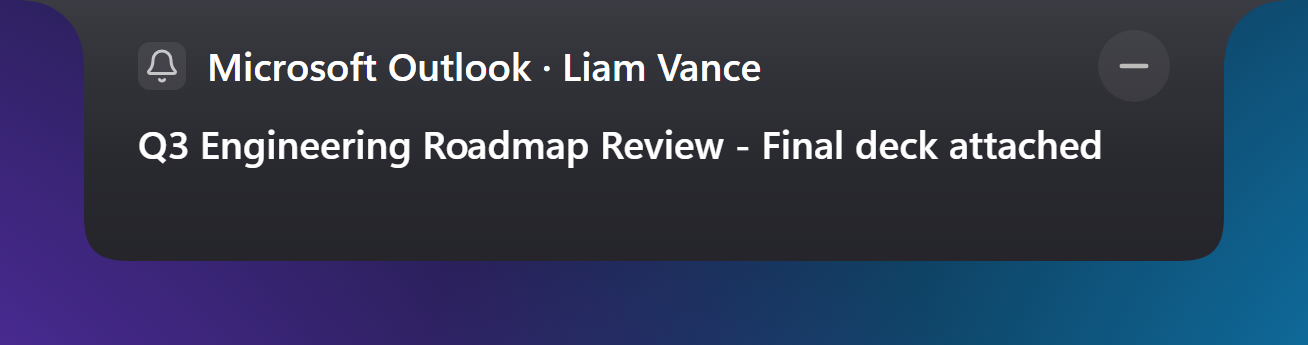 Microsoft Outlook · Liam Vance
Q3 Engineering Roadmap Review - Final deck attached